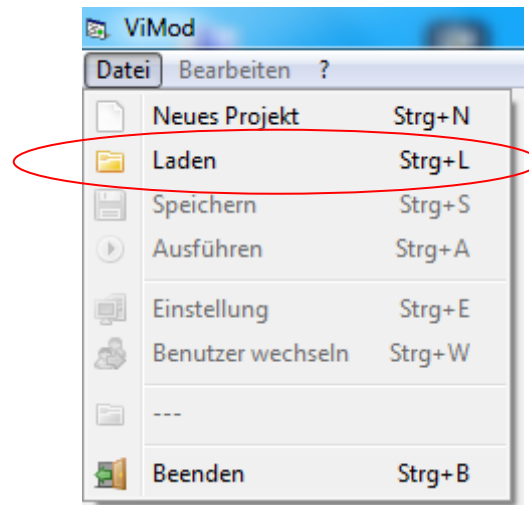 ViMod
Datei Bearbeiten ?
Neues Projekt Strg+N
Laden Strg+L
Speichern Strg+S
Ausführen Strg+A
Einstellung Strg+E
Benutzer wechseln Strg+W
---
Beenden Strg+B